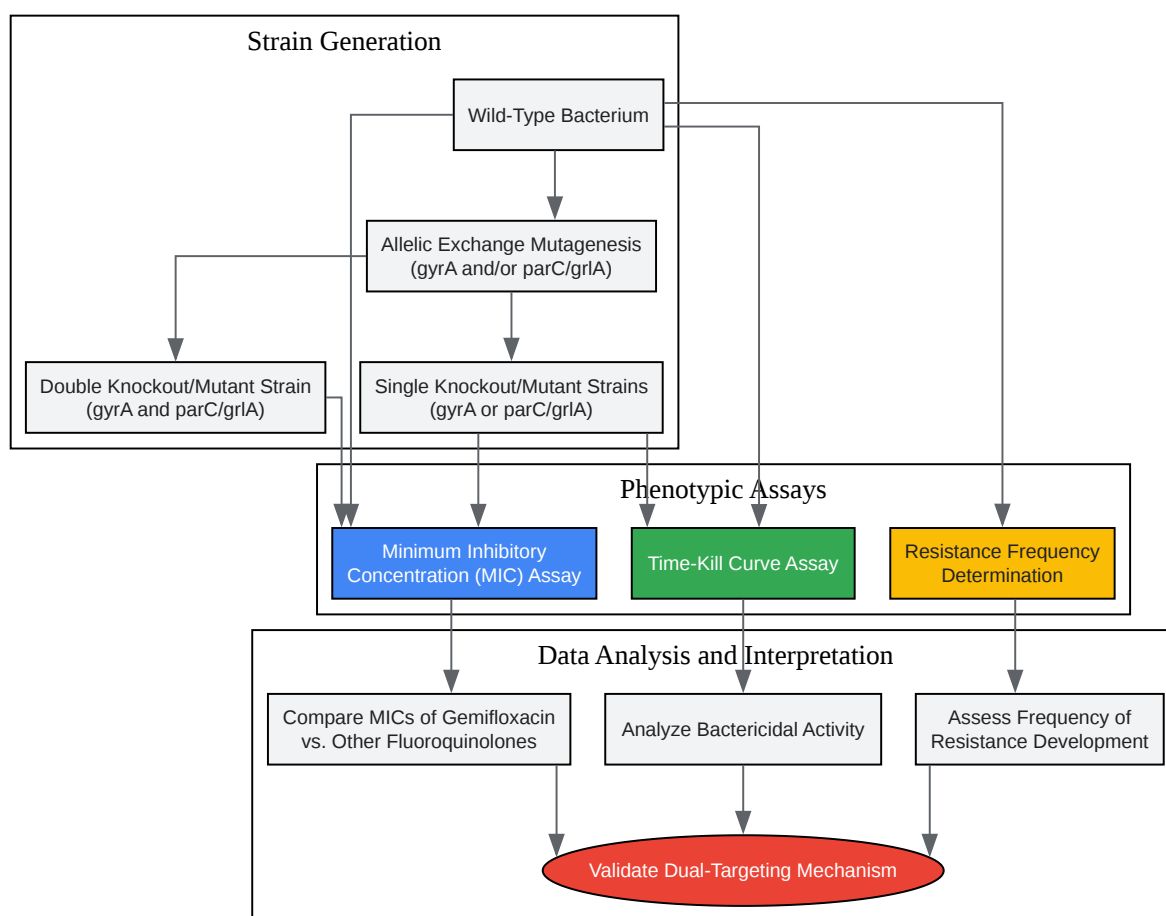 Strain Generation
Wild-Type Bacterium
Allelic Exchange Mutagenesis
(gyrA and/or parC/grlA)
Double Knockout/Mutant Strain
(gyrA and parC/grlA)
Single Knockout/Mutant Strains
(gyrA or parC/grlA)
Phenotypic Assays
Minimum Inhibitory
Concentration (MIC) Assay
Time-Kill Curve Assay
Resistance Frequency
Determination
Data Analysis and Interpretation
Compare MICs of Gemifloxacin
vs. Other Fluoroquinolones
Analyze Bactericidal Activity
Assess Frequency of
Resistance Development
Validate Dual-Targeting Mechanism